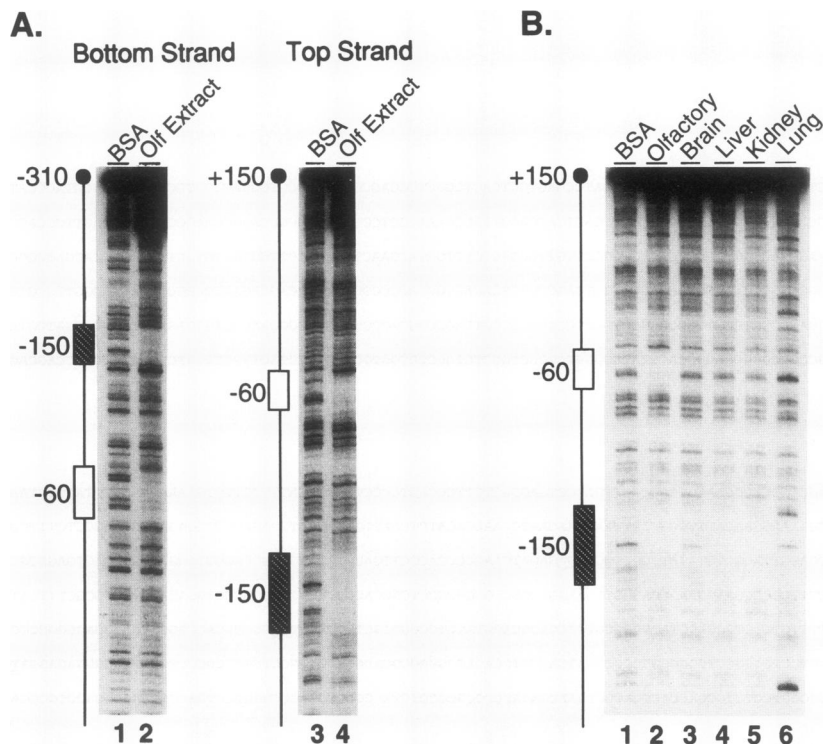 A.
Bottom Strand
Top Strand
BSA
Olf Extract
BSA
Olf Extract
-310
-150
-60
+150
-60
-150
1 2
3 4
B.
BSA
Olfactory
Brain
Liver
Kidney
Lung
+150
-60
-150
1 2 3 4 5 6